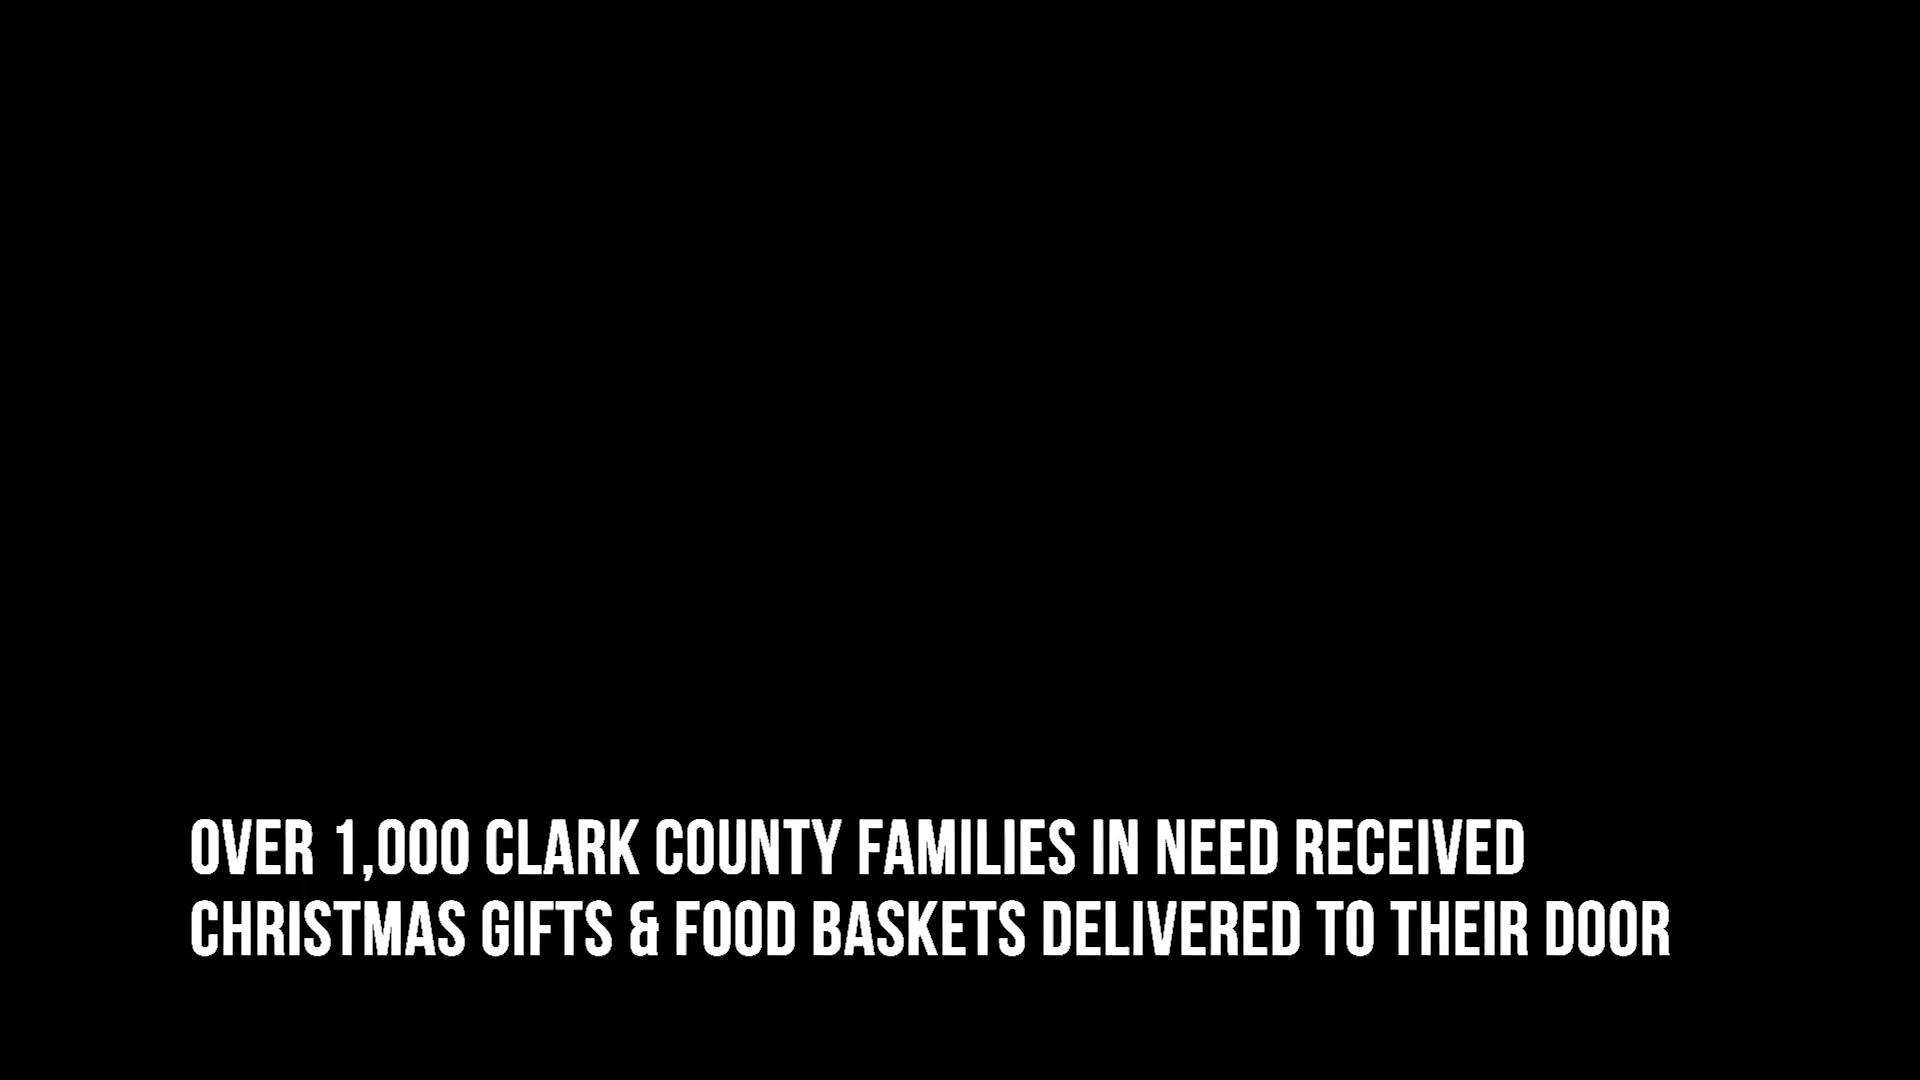 OVER 1,000 CLARK COUNTY FAMILIES IN NEED RECEIVED
CHRISTMAS GIFTS & FOOD BASKETS DELIVERED TO THEIR DOOR